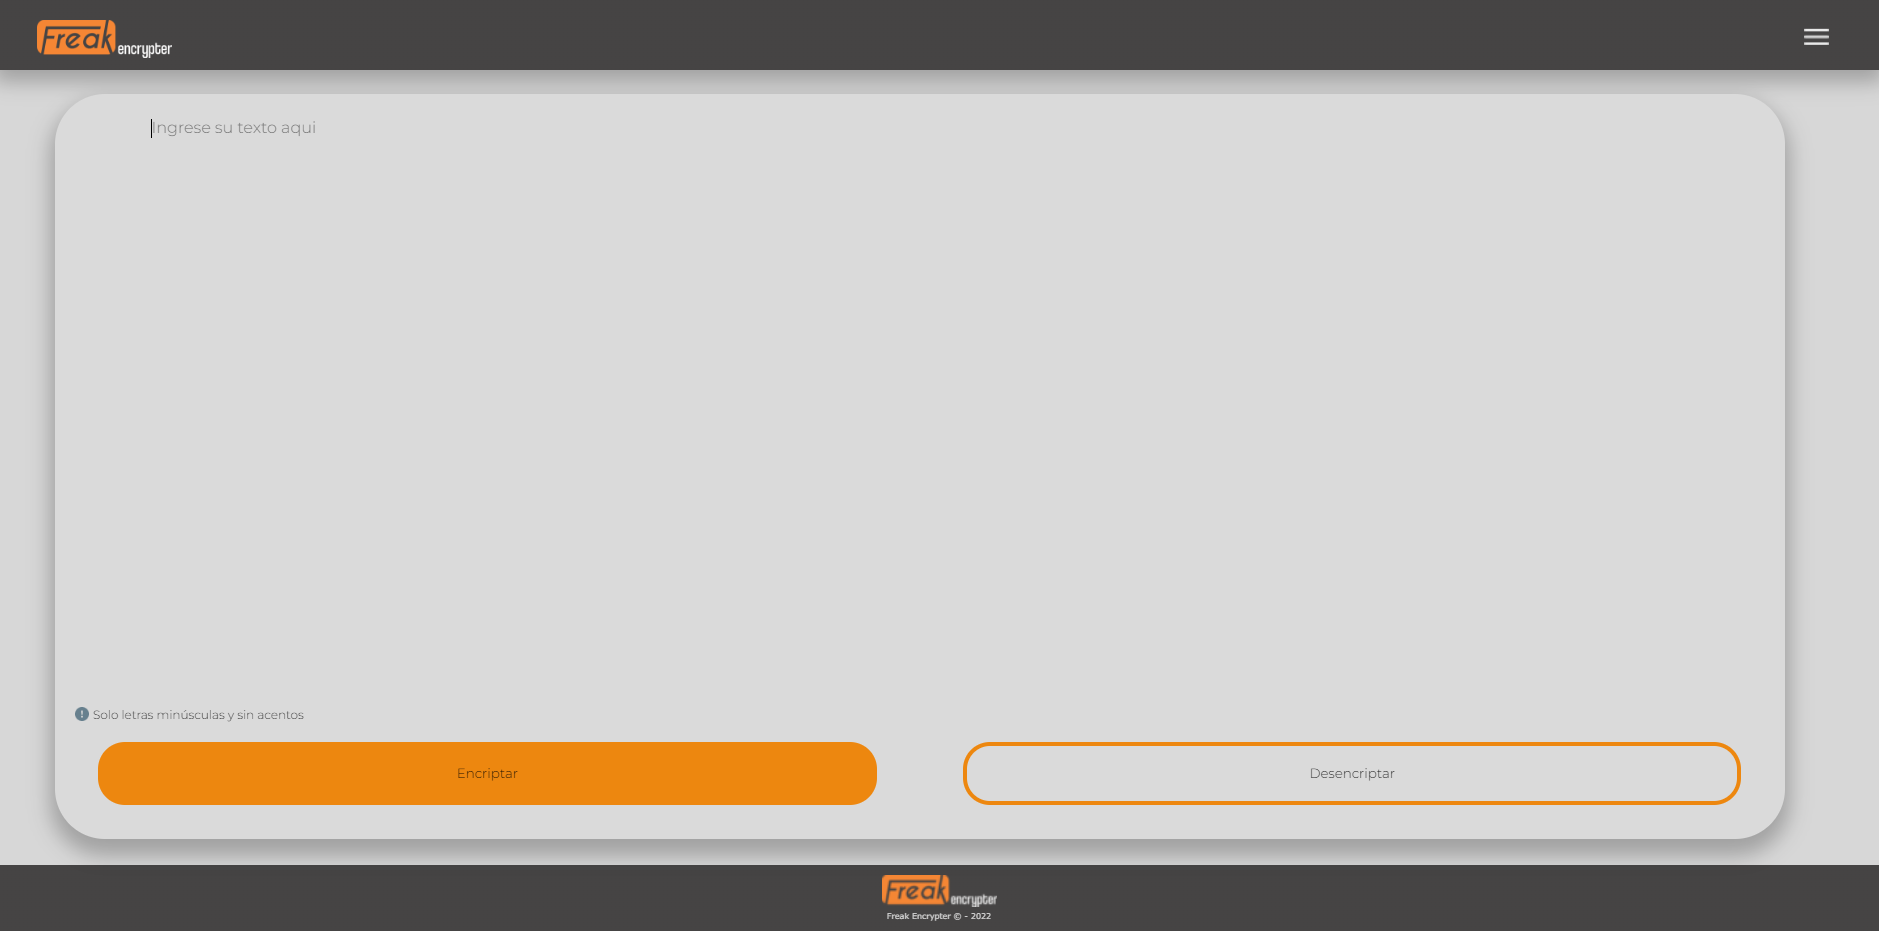 Freak encrypter
Ingrese su texto aqui
! Solo letras minúsculas y sin acentos
Encriptar
Desencriptar
Freak encrypter
Freak Encrypter © - 2022